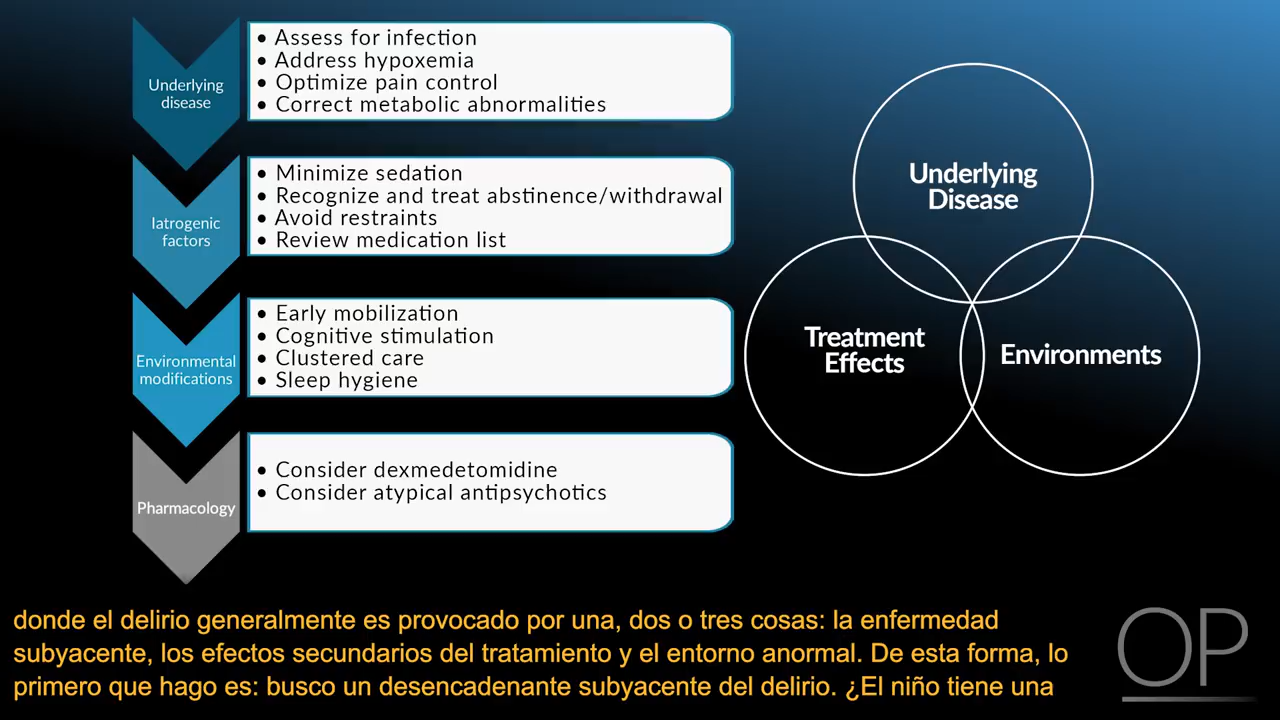 Underlying
disease
• Assess for infection
• Address hypoxemia
• Optimize pain control
• Correct metabolic abnormalities
Iatrogenic
factors
• Minimize sedation
• Recognize and treat abstinence/withdrawal
• Avoid restraints
• Review medication list
Environmental
modifications
• Early mobilization
• Cognitive stimulation
• Clustered care
• Sleep hygiene
Pharmacology
• Consider dexmedetomidine
• Consider atypical antipsychotics
Underlying
Disease
Treatment
Effects
Environments
donde el delirio generalmente es provocado por una, dos o tres cosas: la enfermedad
subyacente, los efectos secundarios del tratamiento y el entorno anormal. De esta forma, lo
primero que hago es: busco un desencadenante subyacente del delirio. ¿El niño tiene una
OP